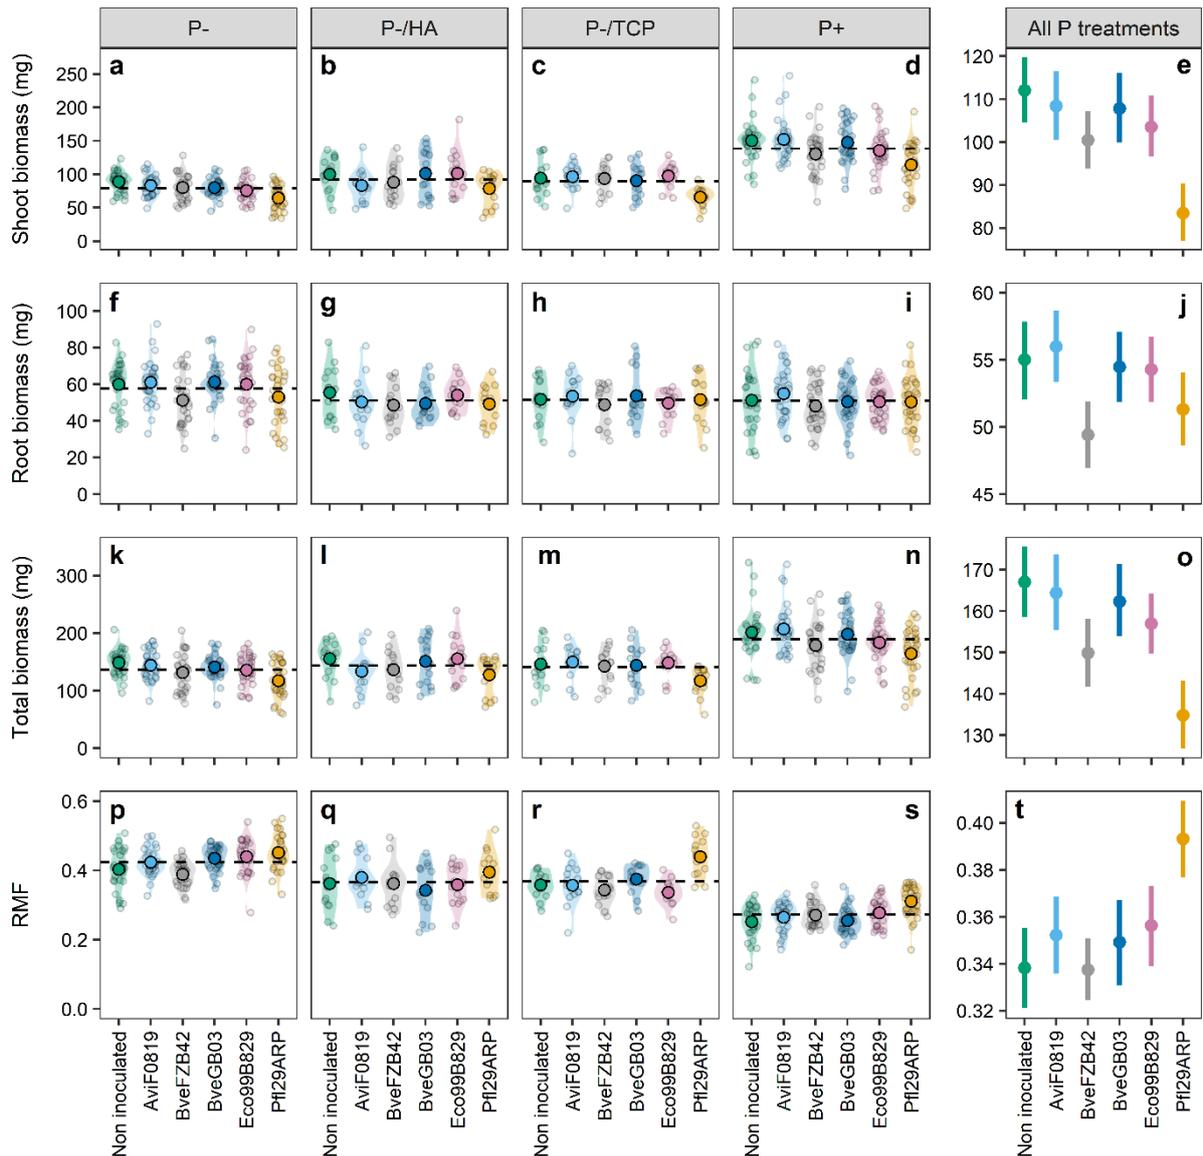 P- P-/HA P-/TCP P+ All P treatments
Shoot biomass (mg)
250
200
150
100
50
0
a b c d
120
110
100
90
80
e
Root biomass (mg)
100
80
60
40
20
0
f g h i
60
55
50
45
j
Total biomass (mg)
300
200
100
0
k l m n
170
160
150
140
130
o
RMF
0.6
0.4
0.2
0.0
p q r s
0.40
0.38
0.36
0.34
0.32
t
Non inoculated
AviF0819
BveFZB42
BveGB03
Eco99B829
Pfl29ARP
Non inoculated
AviF0819
BveFZB42
BveGB03
Eco99B829
Pfl29ARP
Non inoculated
AviF0819
BveFZB42
BveGB03
Eco99B829
Pfl29ARP
Non inoculated
AviF0819
BveFZB42
BveGB03
Eco99B829
Pfl29ARP
Non inoculated
AviF0819
BveFZB42
BveGB03
Eco99B829
Pfl29ARP